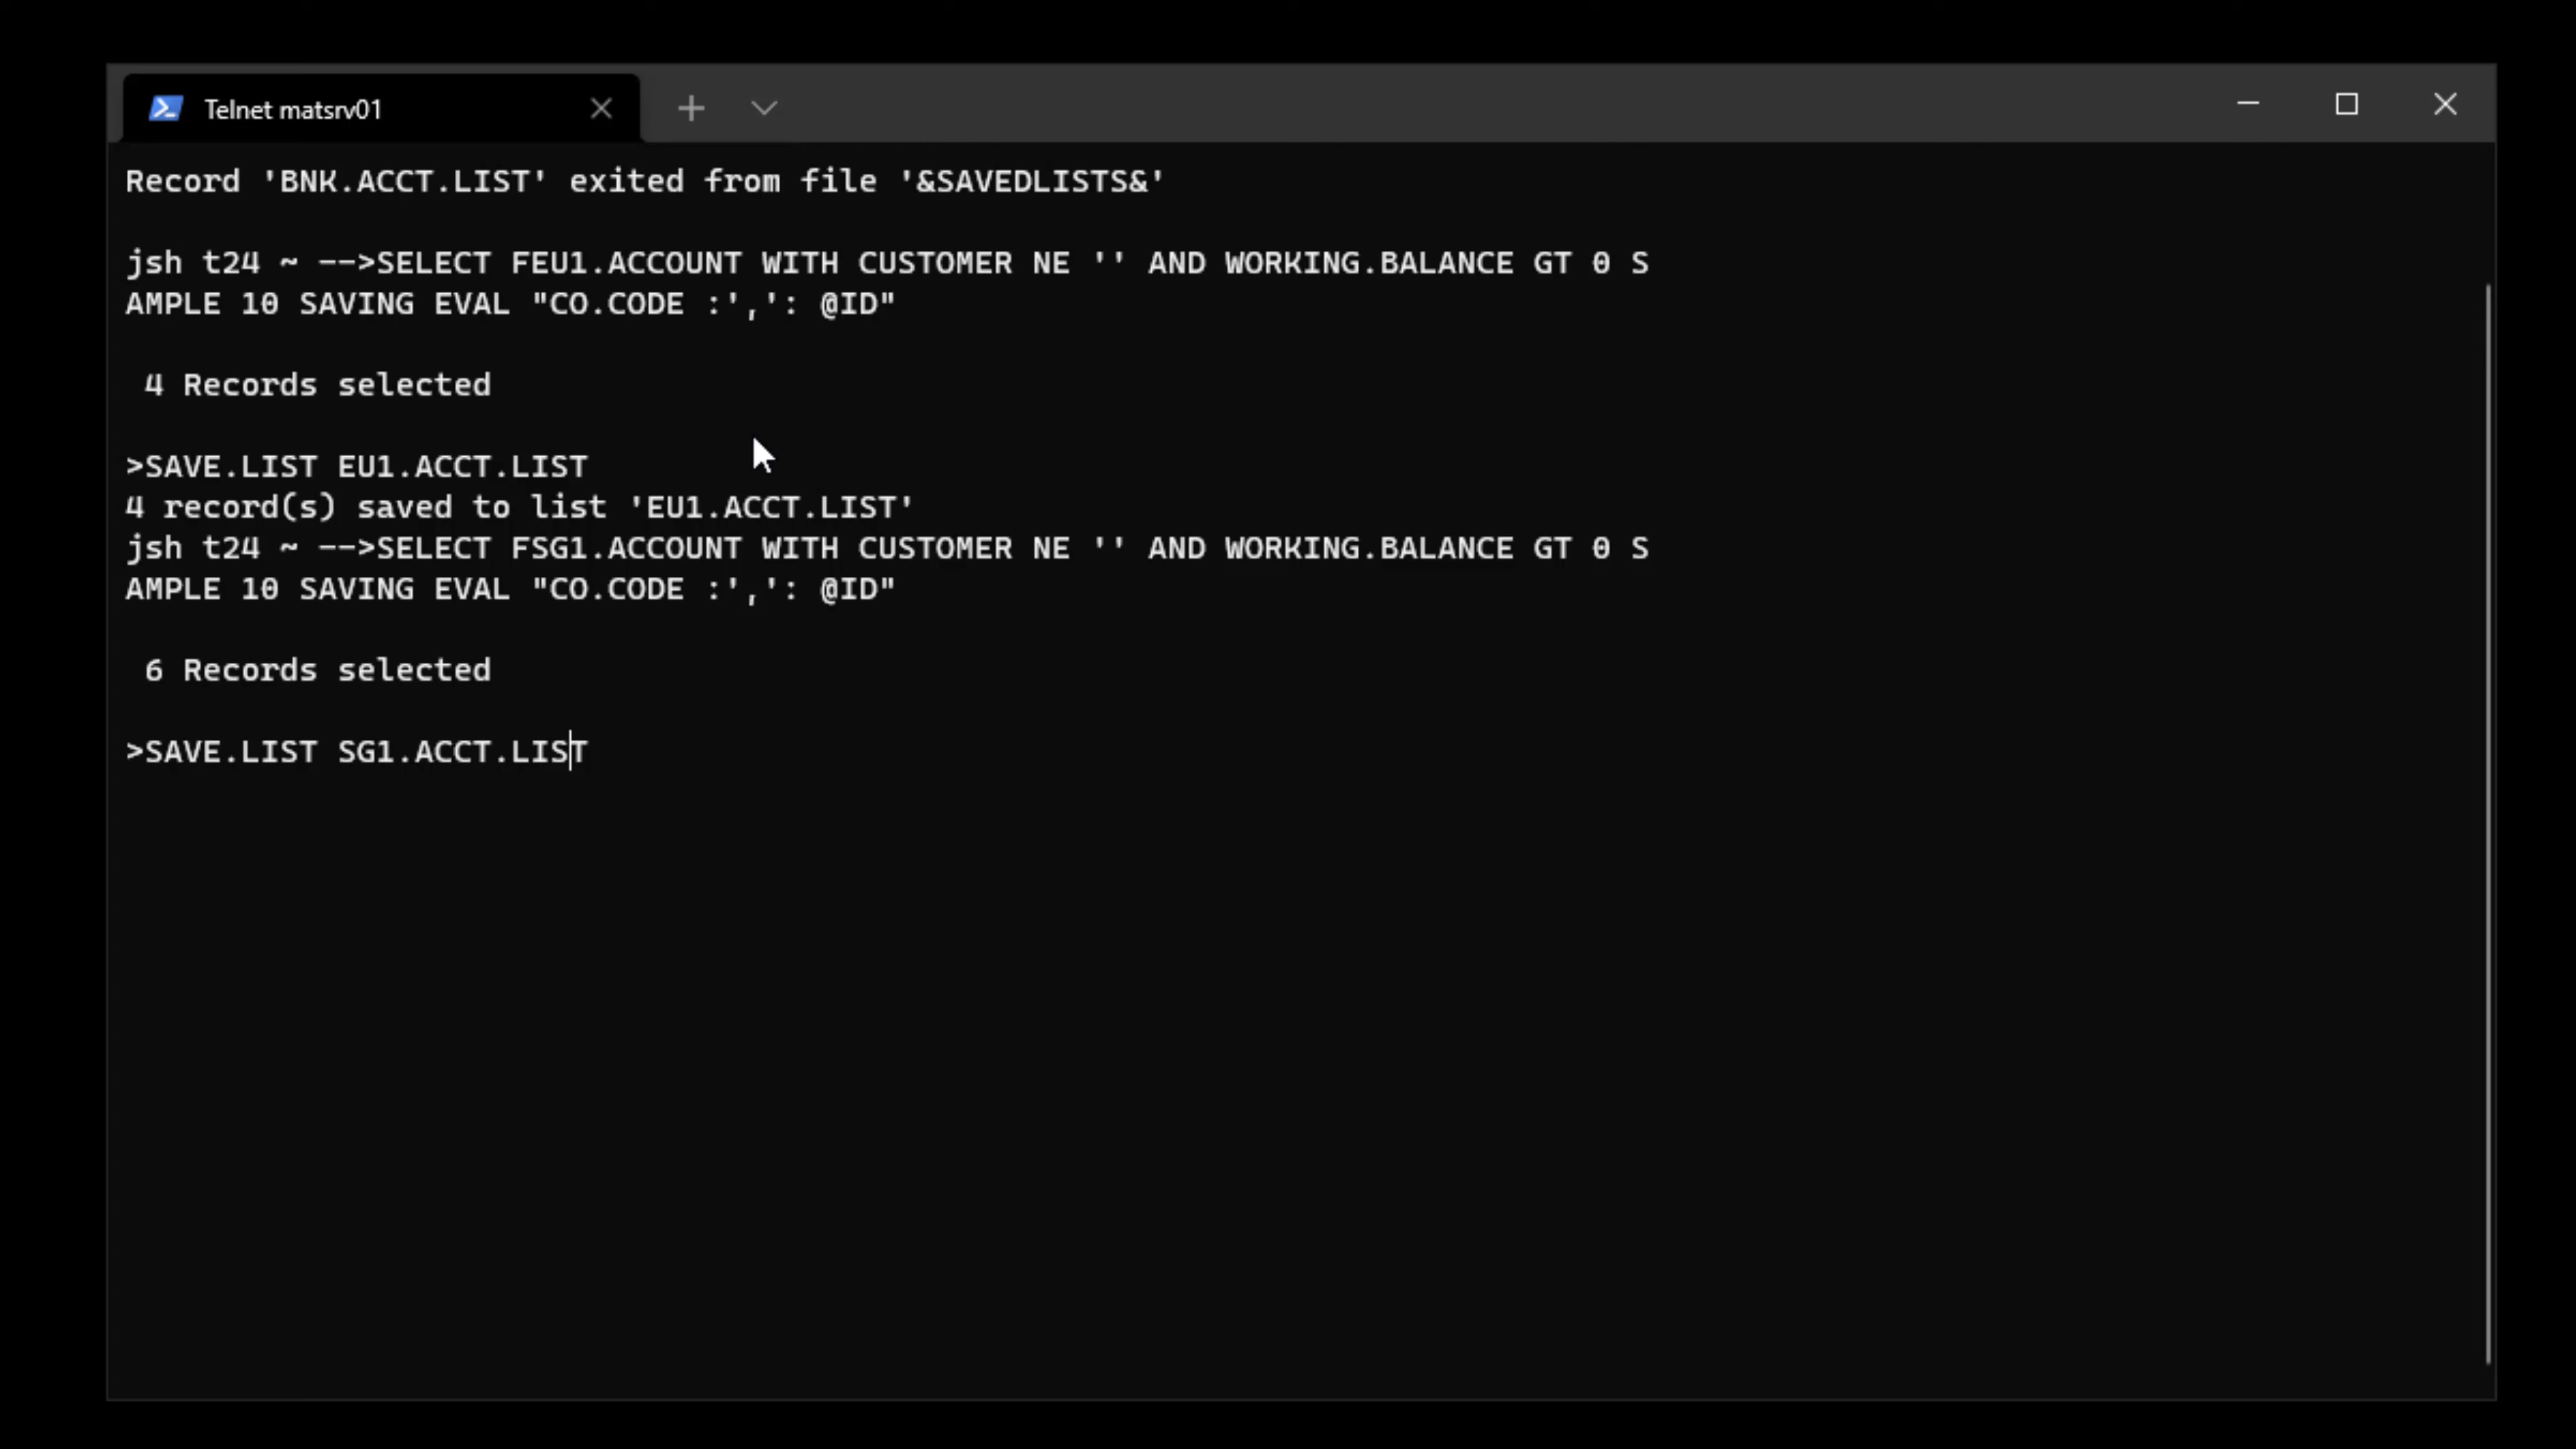 Telnet matsrv01
Record 'BNK.ACCT.LIST' exited from file '&SAVEDLISTS&'
jsh t24 ~ -->SELECT FEU1.ACCOUNT WITH CUSTOMER NE '' AND WORKING.BALANCE GT 0 S
AMPLE 10 SAVING EVAL "CO.CODE :',': @ID"
4 Records selected
>SAVE.LIST EU1.ACCT.LIST
4 record(s) saved to list 'EU1.ACCT.LIST'
jsh t24 ~ -->SELECT FSG1.ACCOUNT WITH CUSTOMER NE '' AND WORKING.BALANCE GT 0 S
AMPLE 10 SAVING EVAL "CO.CODE :',': @ID"
6 Records selected
>SAVE.LIST SG1.ACCT.LIST